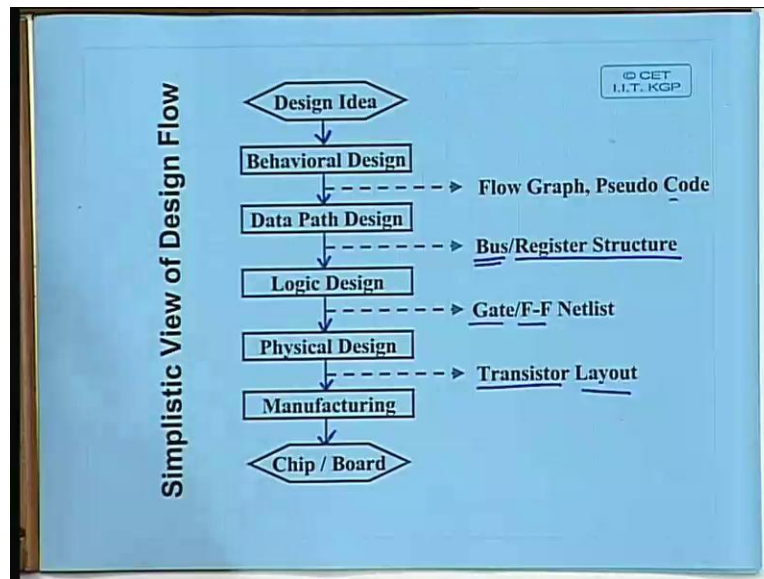 Simplistic View of Design Flow
© CET
I.I.T. KGP
Design Idea
Behavioral Design
Flow Graph, Pseudo Code
Data Path Design
Bus/Register Structure
Logic Design
Gate/F-F Netlist
Physical Design
Transistor Layout
Manufacturing
Chip / Board